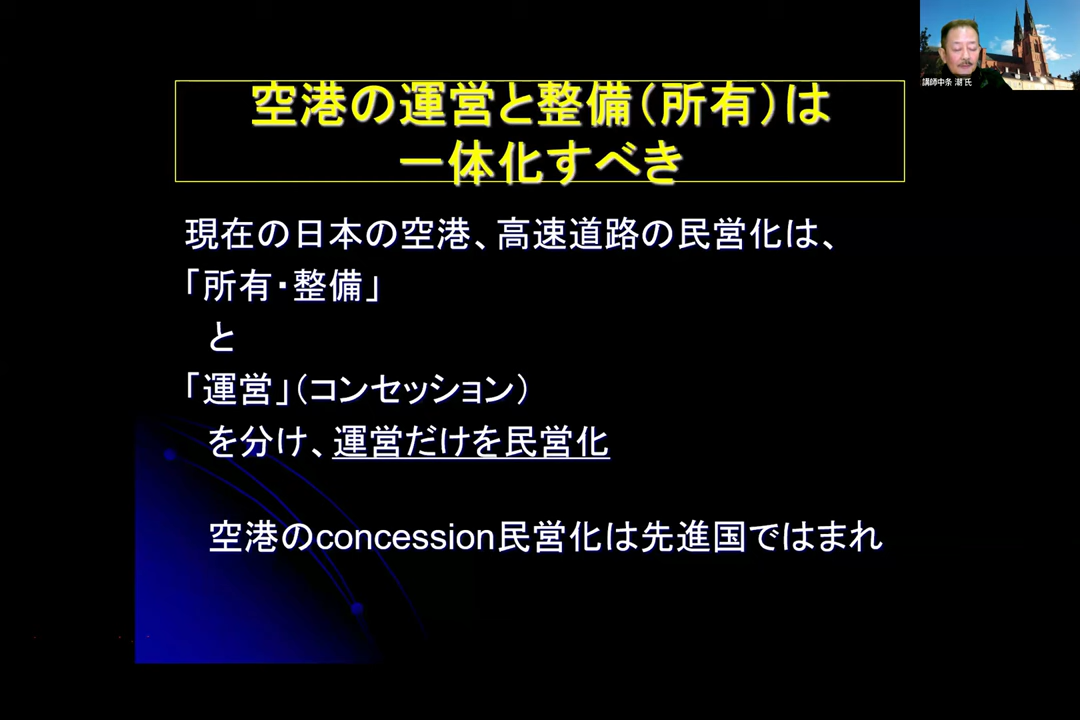 空港の運営と整備（所有）は
一体化すべき
現在の日本の空港、高速道路の民営化は、
「所有・整備」
と
「運営」（コンセッション）
を分け、運営だけを民営化
空港のconcession民営化は先進国ではまれ
講師中条 潮 氏